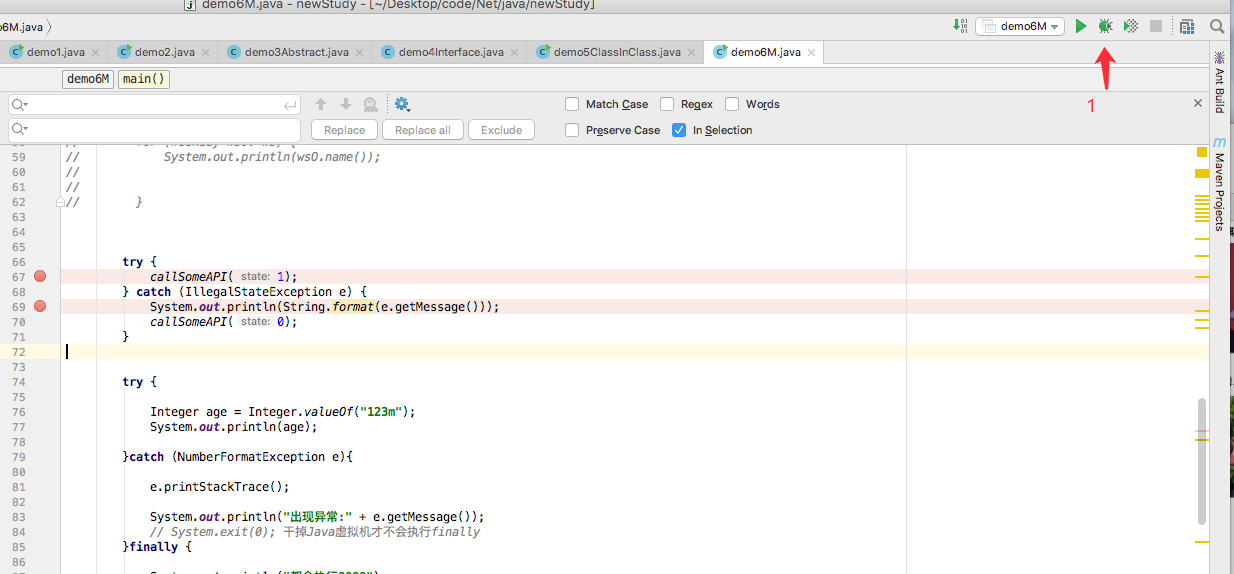 demo6M.java - newStudy - [~/Desktop/code/Net/java/newStudy]
o6M.java
demo6M
demo1.java demo2.java demo3Abstract.java demo4Interface.java demo5ClassInClass.java demo6M.java
1
Ant Build
Maven Projects
demo6M main()
Match Case Regex Words
Replace Replace all Exclude Preserve Case In Selection
59 // System.out.println(wsO.name());
60 //
61 //
62 // }
63
64
65
66 try {
67 callSomeAPI( state: 1);
68 } catch (IllegalStateException e) {
69 System.out.println(String.format(e.getMessage()));
70 callSomeAPI( state: 0);
71 }
72
73
74 try {
75
76 Integer age = Integer.valueOf("123m");
77 System.out.println(age);
78
79 }catch (NumberFormatException e){
80
81 e.printStackTrace();
82
83 System.out.println("出现异常:" + e.getMessage());
84 // System.exit(0); 干掉Java虚拟机才不会执行finally
85 }finally {
86